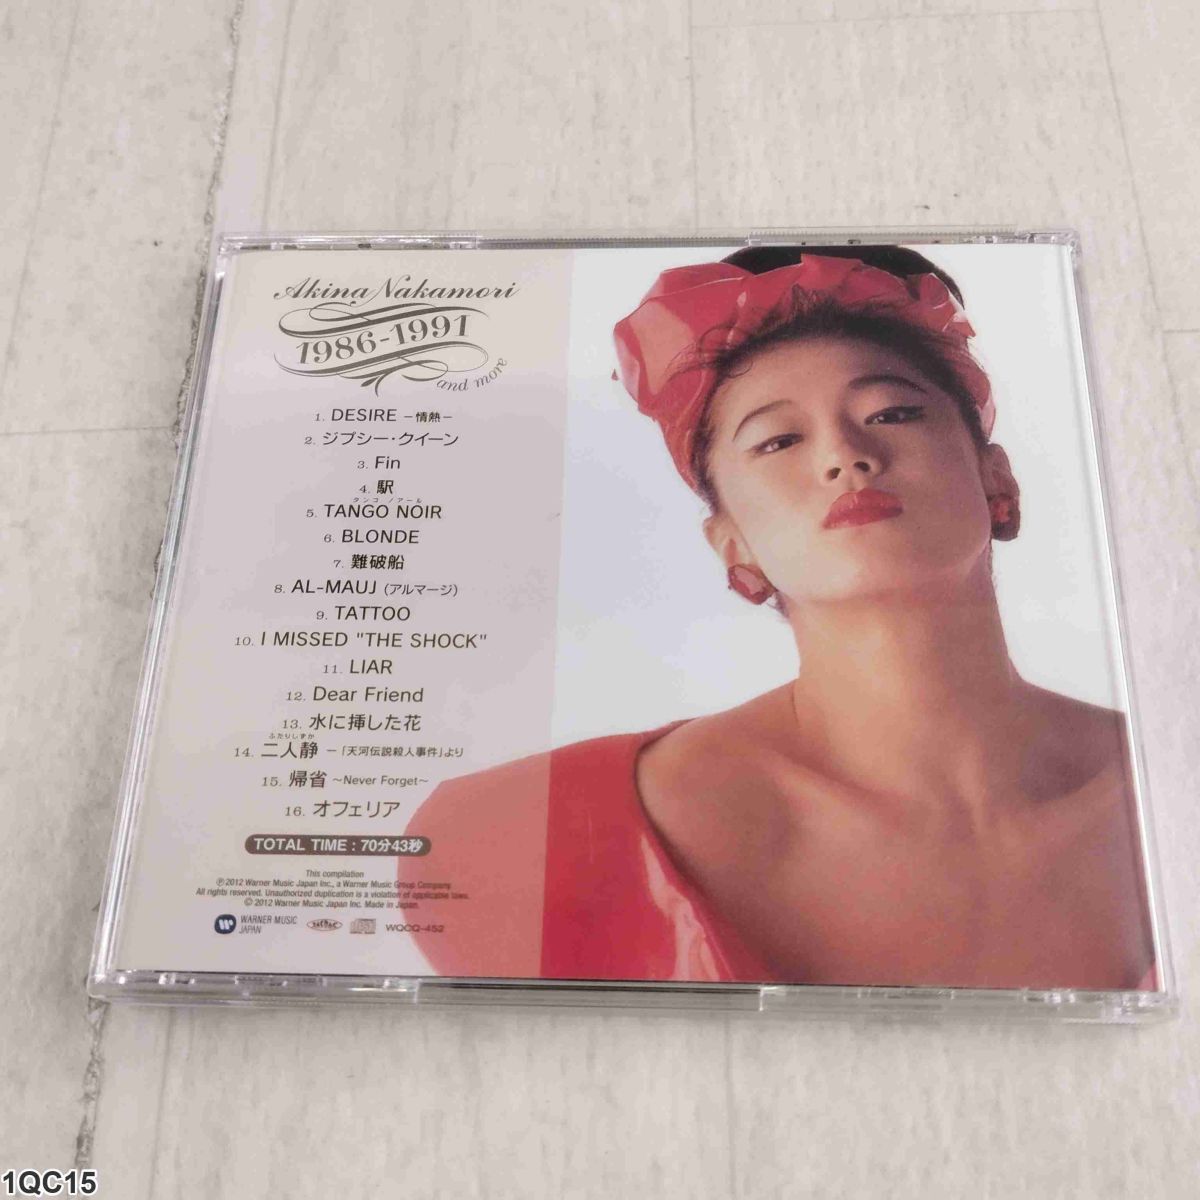 Akina Nakamori
1986-1991
and more
1. DESIRE －情熱－
2. ジプシー・クイーン
3. Fin
4. 駅
タンゴ ノアール
5. TANGO NOIR
6. BLONDE
7. 難破船
8. AL-MAUJ (アルマージ)
9. TATTOO
10. I MISSED "THE SHOCK"
11. LIAR
12. Dear Friend
13. 水に挿した花
ふたりしずか
14. 二人静 －「天河伝説殺人事件」より
15. 帰省 ～Never Forget～
16. オフェリア
TOTAL TIME : 70分43秒
This compilation
Ⓟ2012 Warner Music Japan Inc., a Warner Music Group Company.
All rights reserved. Unauthorized duplication is a violation of applicable laws.
© 2012 Warner Music Japan Inc. Made in Japan.
WARNER MUSIC
JAPAN
WQCQ-452
1QC15